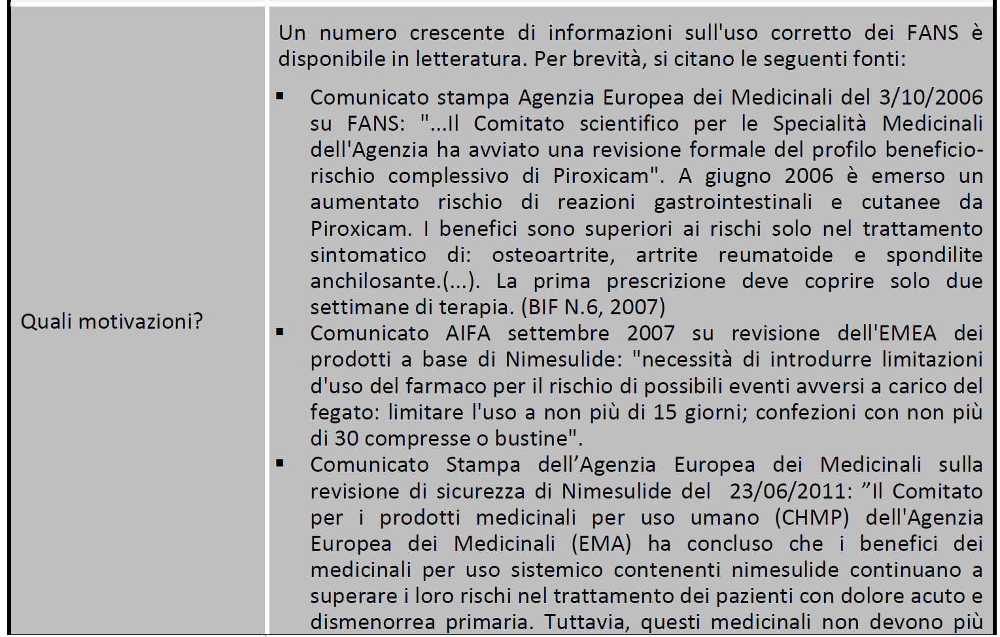 Quali motivazioni?
Un numero crescente di informazioni sull'uso corretto dei FANS è
disponibile in letteratura. Per brevità, si citano le seguenti fonti:
▪ Comunicato stampa Agenzia Europea dei Medicinali del 3/10/2006
su FANS: "...Il Comitato scientifico per le Specialità Medicinali
dell'Agenzia ha avviato una revisione formale del profilo beneficio-
rischio complessivo di Piroxicam". A giugno 2006 è emerso un
aumentato rischio di reazioni gastrointestinali e cutanee da
Piroxicam. I benefici sono superiori ai rischi solo nel trattamento
sintomatico di: osteoartrite, artrite reumatoide e spondilite
anchilosante.(...). La prima prescrizione deve coprire solo due
settimane di terapia. (BIF N.6, 2007)
▪ Comunicato AIFA settembre 2007 su revisione dell'EMEA dei
prodotti a base di Nimesulide: "necessità di introdurre limitazioni
d'uso del farmaco per il rischio di possibili eventi avversi a carico del
fegato: limitare l'uso a non più di 15 giorni; confezioni con non più
di 30 compresse o bustine".
▪ Comunicato Stampa dell’Agenzia Europea dei Medicinali sulla
revisione di sicurezza di Nimesulide del 23/06/2011: ”Il Comitato
per i prodotti medicinali per uso umano (CHMP) dell'Agenzia
Europea dei Medicinali (EMA) ha concluso che i benefici dei
medicinali per uso sistemico contenenti nimesulide continuano a
superare i loro rischi nel trattamento dei pazienti con dolore acuto e
dismenorrea primaria. Tuttavia, questi medicinali non devono più